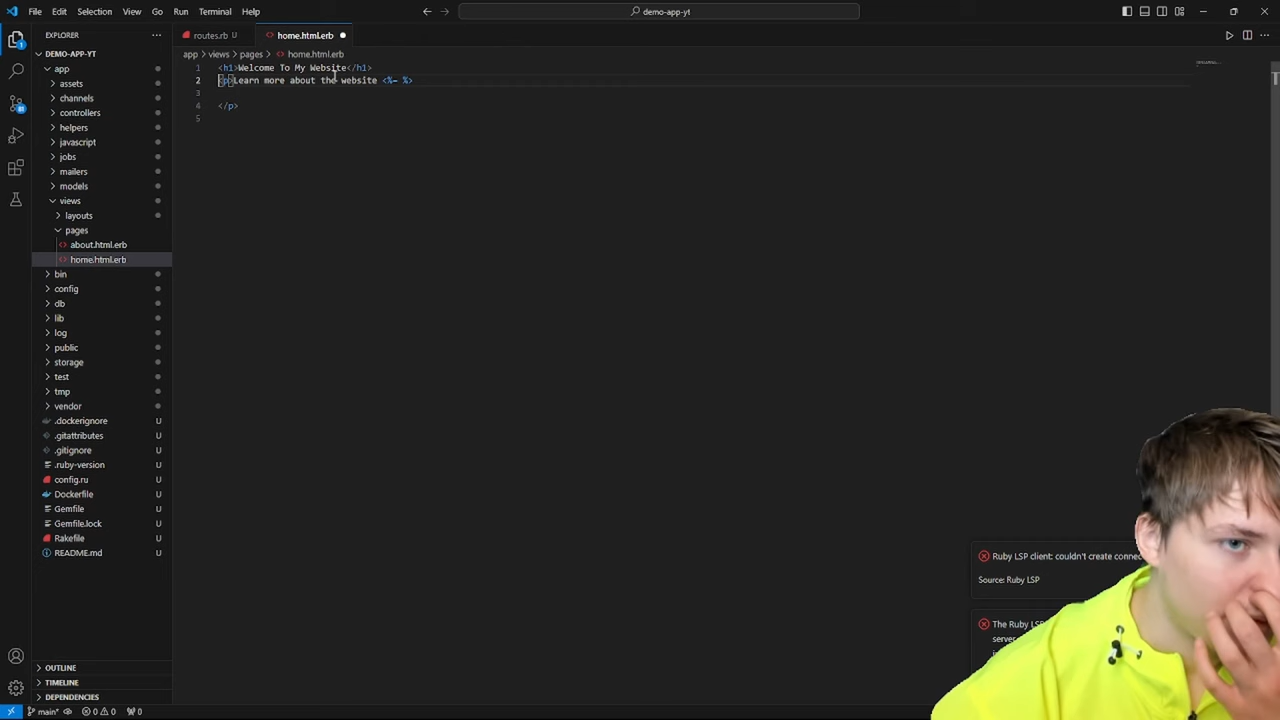 File Edit Selection View Go Run Terminal Help
demo-app-yt
EXPLORER
routes.rb U
home.html.erb
DEMO-APP-YT
app > views > pages > home.html.erb
app
assets
channels
controllers
helpers
javascript
jobs
mailers
models
views
layouts
pages
about.html.erb
home.html.erb
bin
config
db
lib
log
public
storage
test
tmp
vendor
.dockerignore U
.gitattributes U
.gitignore U
.ruby-version U
config.ru U
Dockerfile U
Gemfile U
Gemfile.lock U
Rakefile U
README.md U
OUTLINE
TIMELINE
DEPENDENCIES
1 <h1>Welcome To My Website</h1>
2 <p>Learn more about the website <%- %>
3
4 </p>
5
Ruby LSP client: couldn't create connec
Source: Ruby LSP
The Ruby LS
server
main* 0 0 0